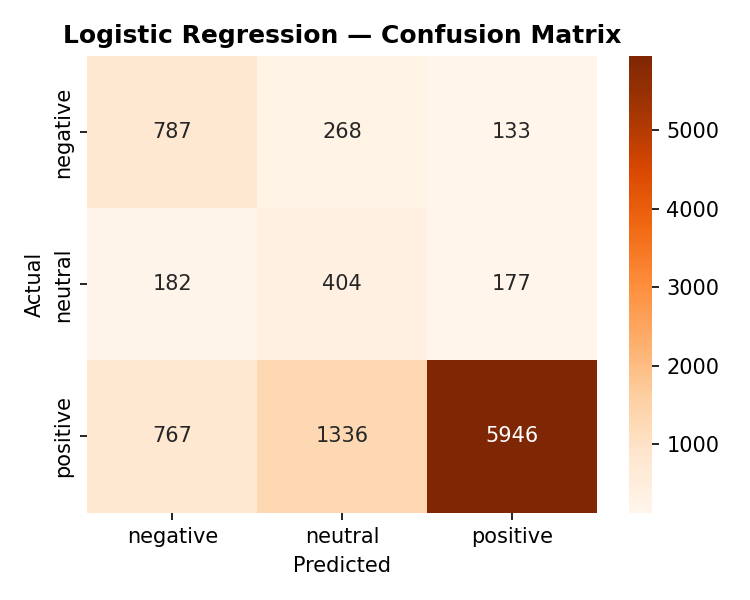 Logistic Regression — Confusion Matrix
Actual
negative
787 268 133
neutral
182 404 177
positive
767 1336 5946
negative neutral positive
Predicted
5000
4000
3000
2000
1000